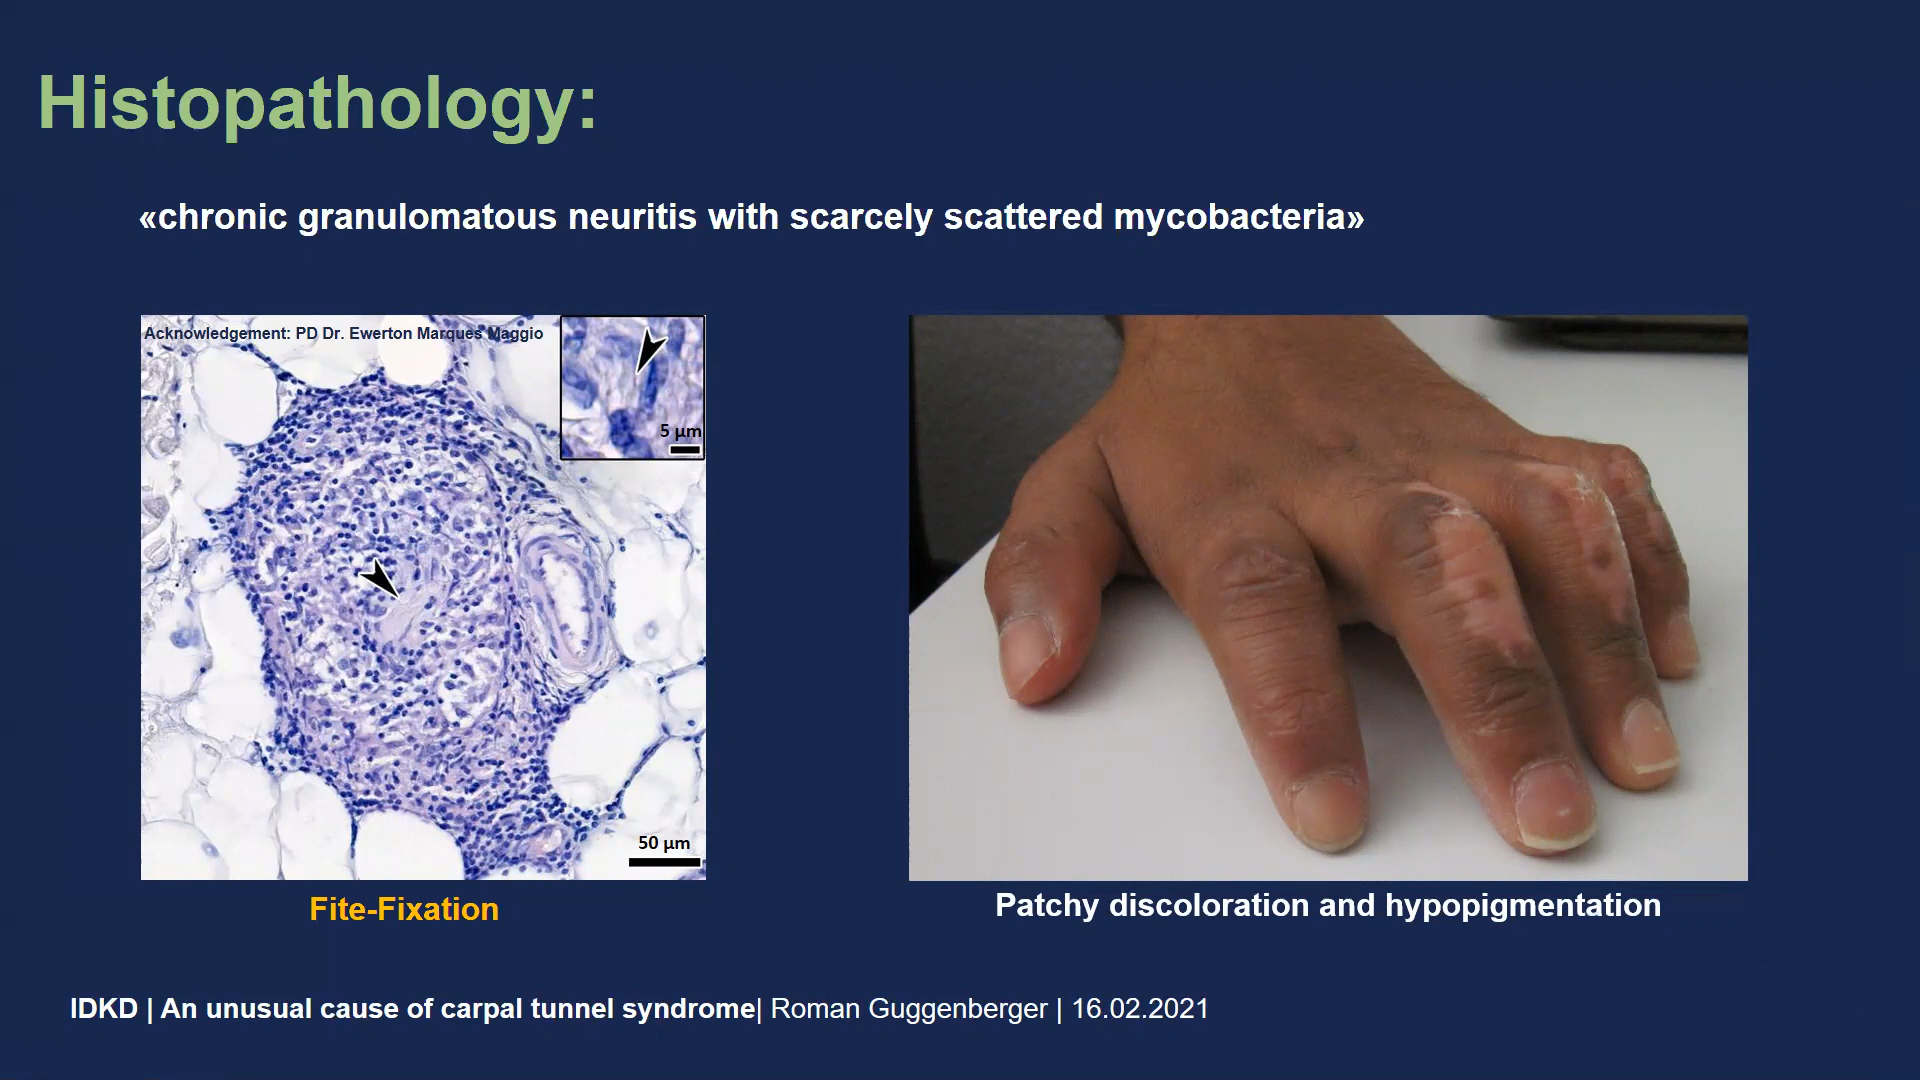 Histopathology:
«chronic granulomatous neuritis with scarcely scattered mycobacteria»
Acknowledgement: PD Dr. Ewerton Marques Maggio
5 µm
50 µm
Fite-Fixation
Patchy discoloration and hypopigmentation
IDKD | An unusual cause of carpal tunnel syndrome| Roman Guggenberger | 16.02.2021